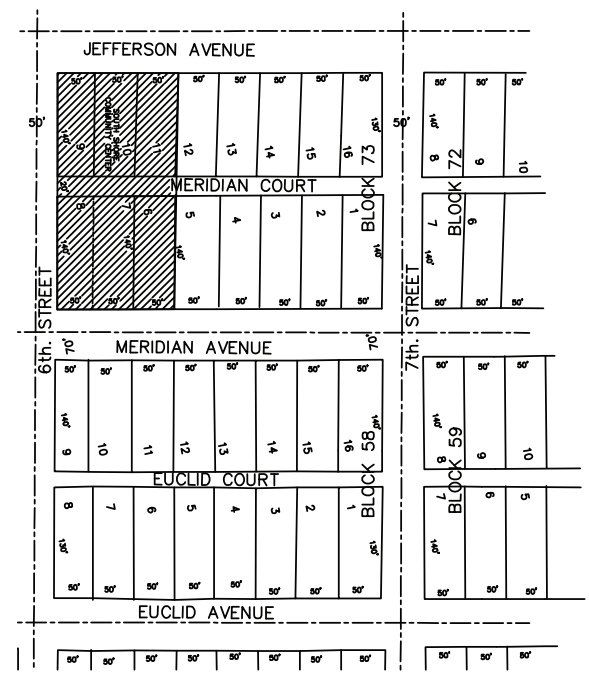 JEFFERSON AVENUE
50' 50' 50' 50' 50' 50' 50' 50' 50' 50' 50'
50' 50'
SOUTH SHORE
COMMUNITY CENTER
140' 130' 140'
9 10 11 12 13 14 15 16 8 9 10
BLOCK 73
BLOCK 72
20' MERIDIAN COURT
8 7 6 5 4 3 2 1 7 6
140' 140' 140' 140' 140'
50' 50' 50' 50' 50' 50' 50' 50' 50' 50' 50'
6th. STREET
7th. STREET
70' MERIDIAN AVENUE 70'
50' 50' 50' 50' 50' 50' 50' 50' 50' 50' 50'
140' 140' 140'
9 10 11 12 13 14 15 16 8 9 10
BLOCK 58
BLOCK 59
EUCLID COURT
8 7 6 5 4 3 2 1 7 6 5
130' 130' 140'
50' 50' 50' 50' 50' 50' 50' 50' 50' 50' 50'
EUCLID AVENUE
50' 50' 50' 50' 50' 50' 50' 50' 50' 50' 50'